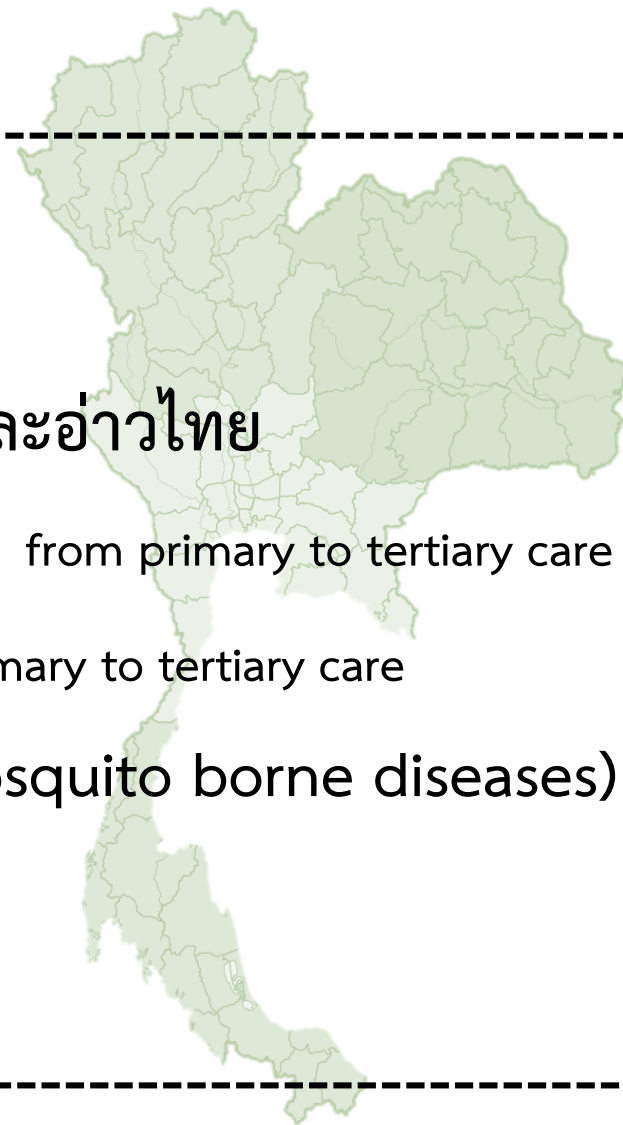 ละอ่าวไทย
from primary to tertiary care
mary to tertiary care
osquito borne diseases)